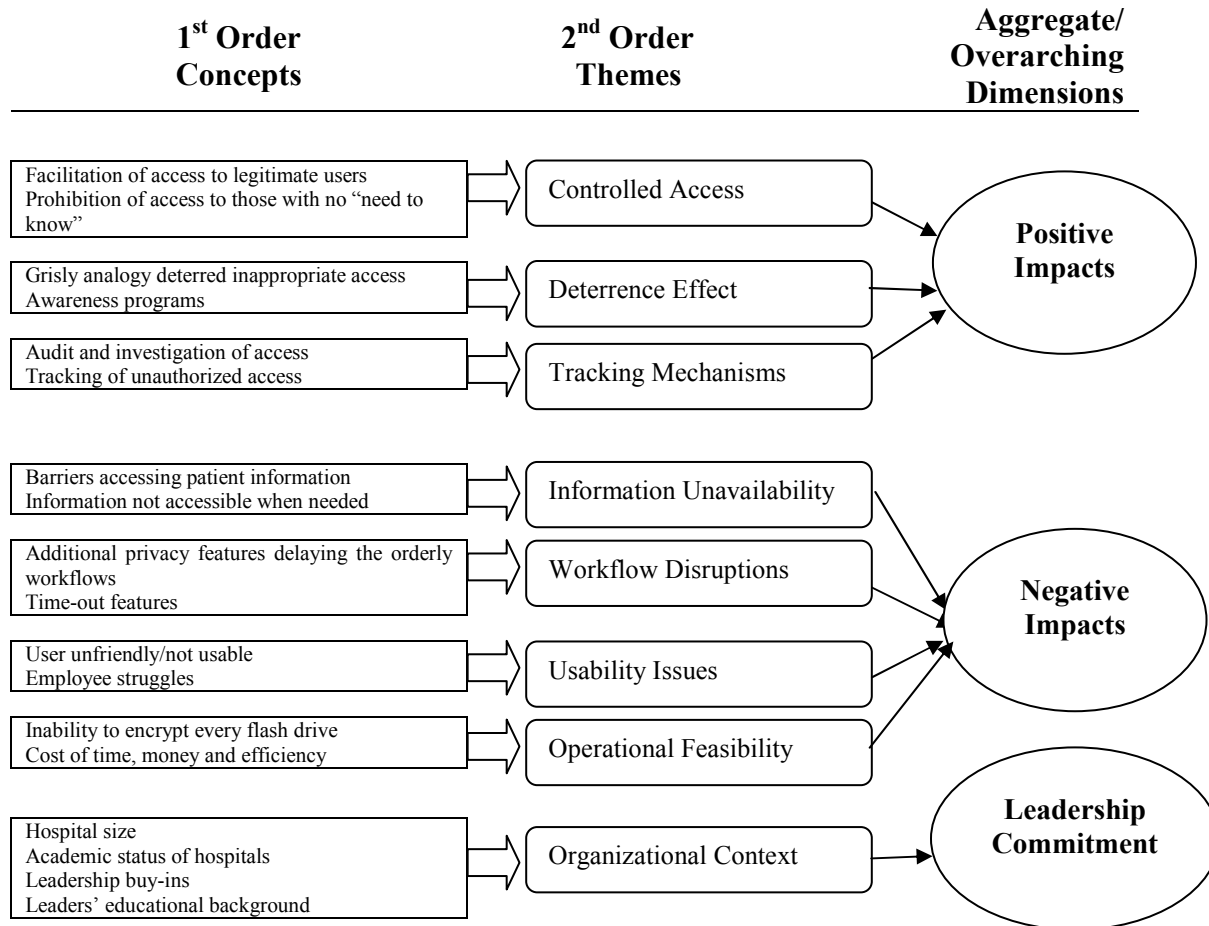 1st Order
Concepts
2nd Order
Themes
Aggregate/
Overarching
Dimensions
Facilitation of access to legitimate users
Prohibition of access to those with no “need to
know”
Controlled Access
Positive
Impacts
Grisly analogy deterred inappropriate access
Awareness programs
Deterrence Effect
Audit and investigation of access
Tracking of unauthorized access
Tracking Mechanisms
Barriers accessing patient information
Information not accessible when needed
Information Unavailability
Additional privacy features delaying the orderly
workflows
Time-out features
Workflow Disruptions
Negative
Impacts
User unfriendly/not usable
Employee struggles
Usability Issues
Inability to encrypt every flash drive
Cost of time, money and efficiency
Operational Feasibility
Hospital size
Academic status of hospitals
Leadership buy-ins
Leaders’ educational background
Organizational Context
Leadership
Commitment